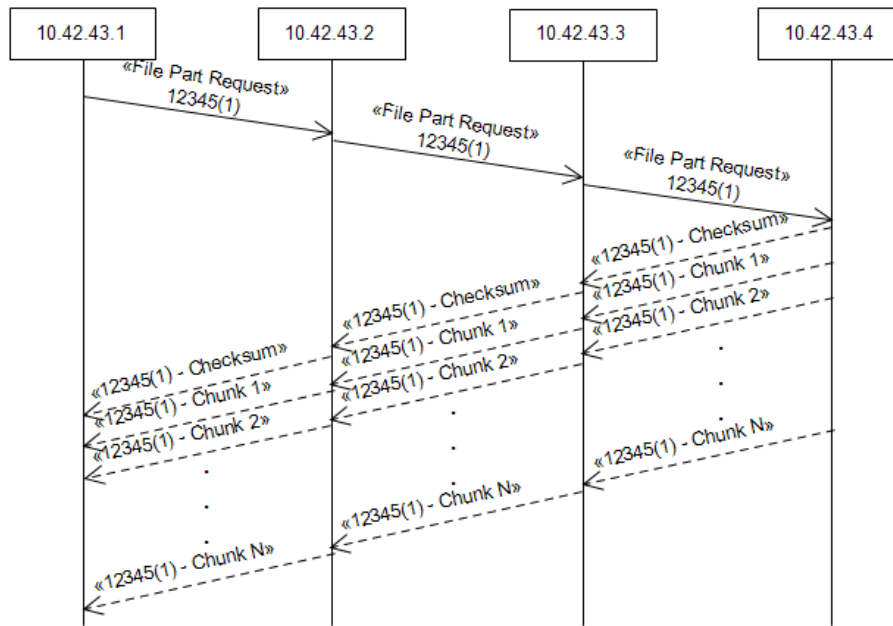 10.42.43.1
10.42.43.2
10.42.43.3
10.42.43.4
«File Part Request»
12345(1)
«File Part Request»
12345(1)
«File Part Request»
12345(1)
«12345(1) - Checksum»
«12345(1) - Chunk 1»
«12345(1) - Chunk 2»
«12345(1) - Checksum»
«12345(1) - Chunk 1»
«12345(1) - Chunk 2»
«12345(1) - Checksum»
«12345(1) - Chunk 1»
«12345(1) - Chunk 2»
«12345(1) - Chunk N»
«12345(1) - Chunk N»
«12345(1) - Chunk N»